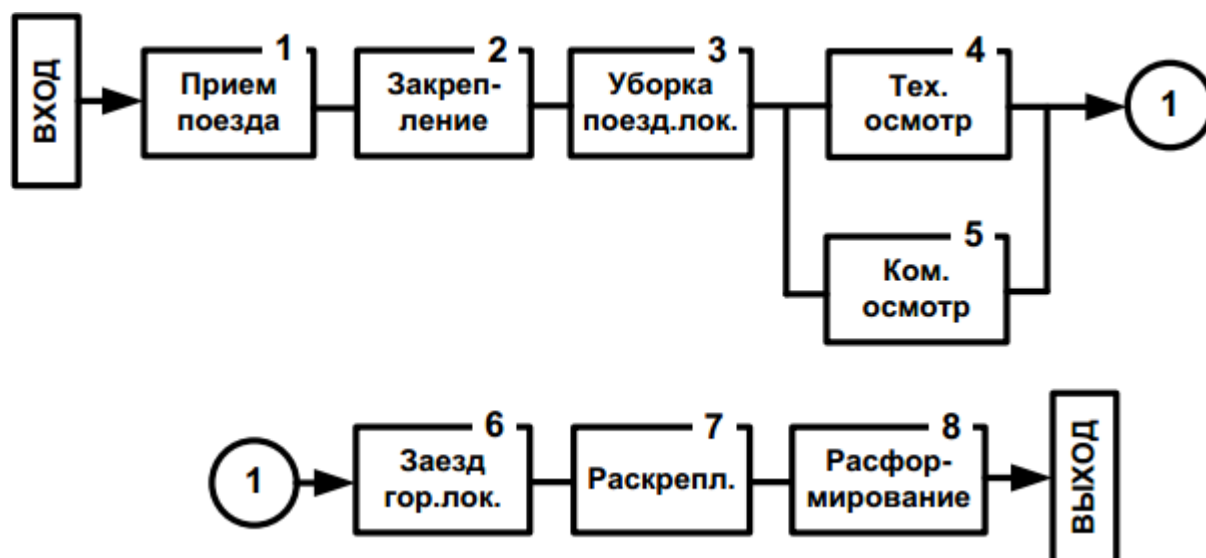 ВХОД
1
Прием
поезда
2
Закреп-
ление
3
Уборка
поезд.лок.
4
Тех.
осмотр
1
5
Ком.
осмотр
1
6
Заезд
гор.лок.
7
Раскрепл.
8
Расфор-
мирование
ВЫХОД